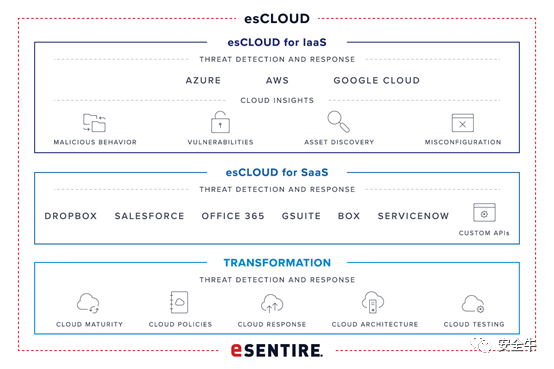 esCLOUD
esCLOUD for IaaS
THREAT DETECTION AND RESPONSE
AZURE AWS GOOGLE CLOUD
CLOUD INSIGHTS
MALICIOUS BEHAVIOR VULNERABILITIES ASSET DISCOVERY MISCONFIGURATION
esCLOUD for SaaS
THREAT DETECTION AND RESPONSE
DROPBOX SALESFORCE OFFICE 365 GSUITE BOX SERVICENOW
CUSTOM APIs
TRANSFORMATION
THREAT DETECTION AND RESPONSE
CLOUD MATURITY CLOUD POLICIES CLOUD RESPONSE CLOUD ARCHITECTURE CLOUD TESTING
eSENTIRE.
安全牛